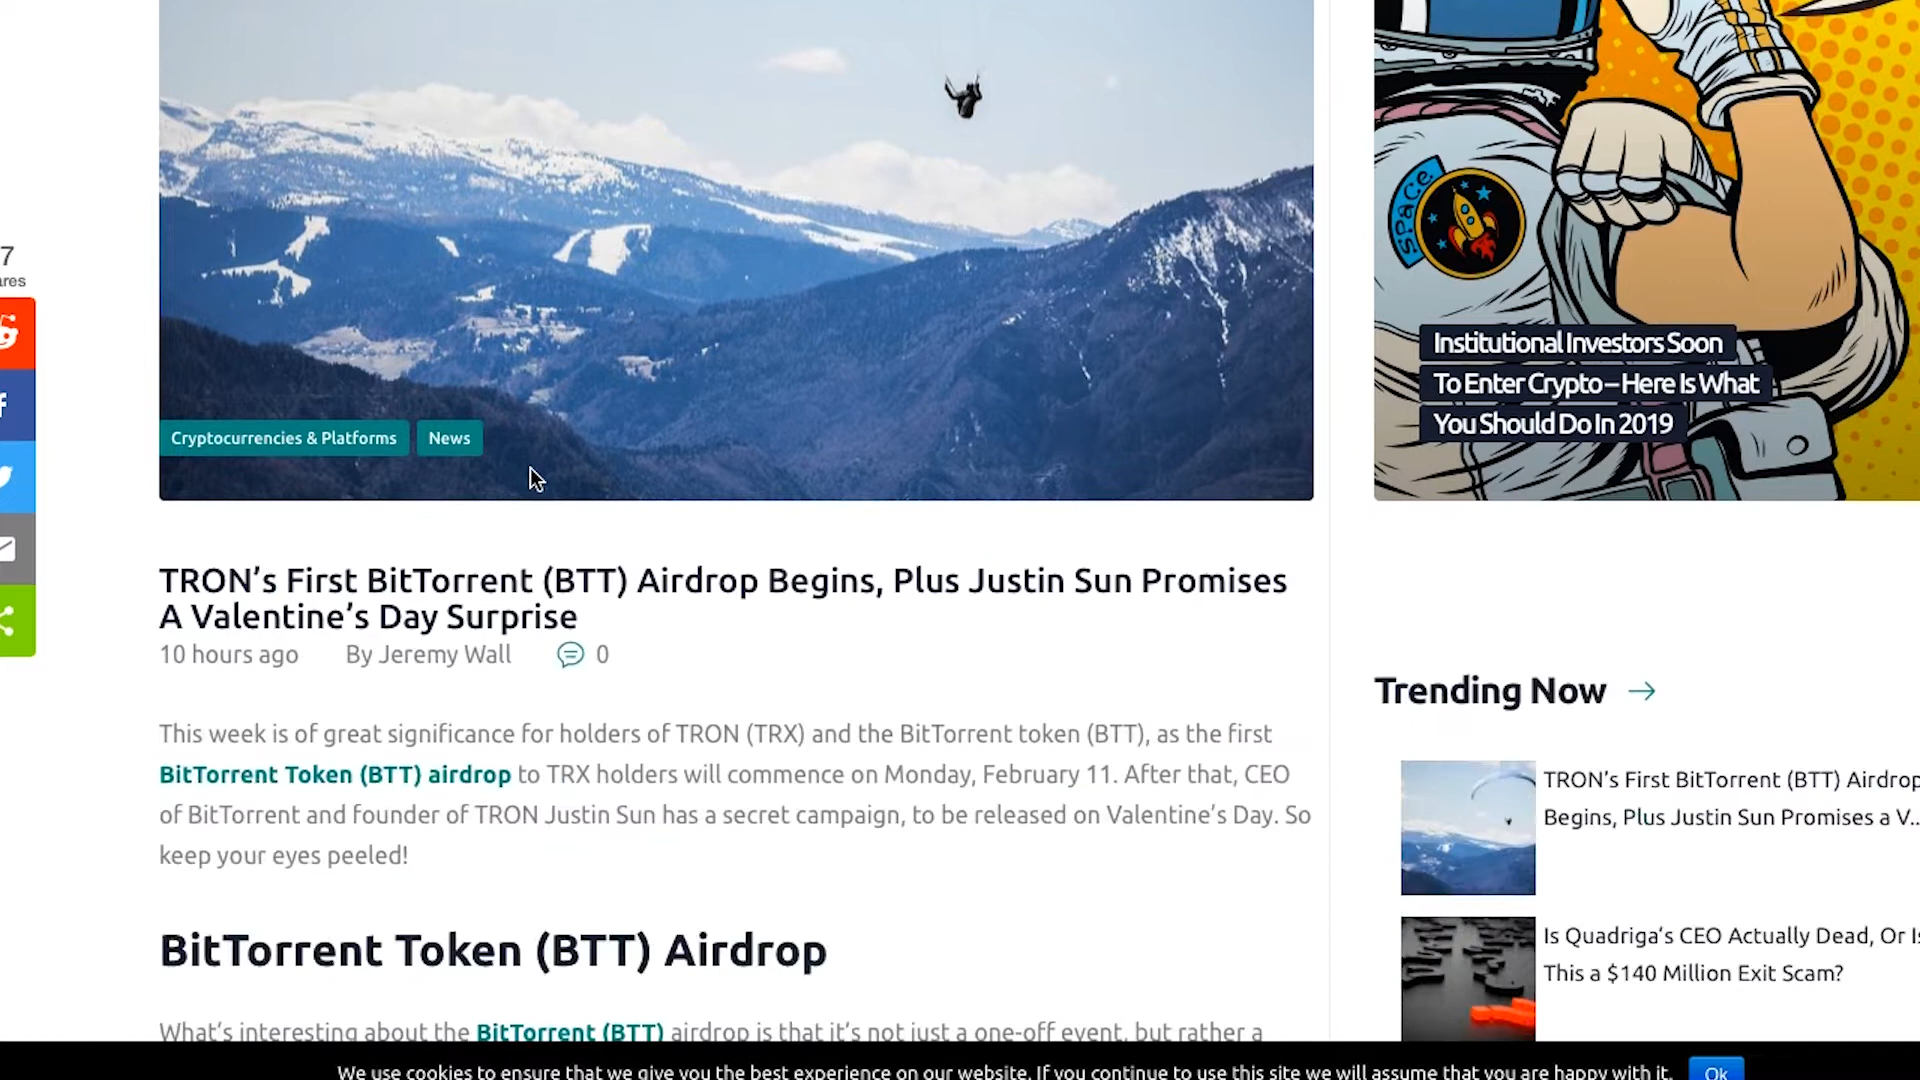 7
ares
Cryptocurrencies & Platforms
News
TRON’s First BitTorrent (BTT) Airdrop Begins, Plus Justin Sun Promises
A Valentine’s Day Surprise
10 hours ago By Jeremy Wall 0
This week is of great significance for holders of TRON (TRX) and the BitTorrent token (BTT), as the first
BitTorrent Token (BTT) airdrop to TRX holders will commence on Monday, February 11. After that, CEO
of BitTorrent and founder of TRON Justin Sun has a secret campaign, to be released on Valentine’s Day. So
keep your eyes peeled!
BitTorrent Token (BTT) Airdrop
What’s interesting about the BitTorrent (BTT) airdrop is that it’s not just a one-off event, but rather a
SPACE
Institutional Investors Soon
To Enter Crypto – Here Is What
You Should Do In 2019
Trending Now
TRON’s First BitTorrent (BTT) Airdrop
Begins, Plus Justin Sun Promises a V...
Is Quadriga’s CEO Actually Dead, Or Is
This a $140 Million Exit Scam?
We use cookies to ensure that we give you the best experience on our website. If you continue to use this site we will assume that you are happy with it.
Ok